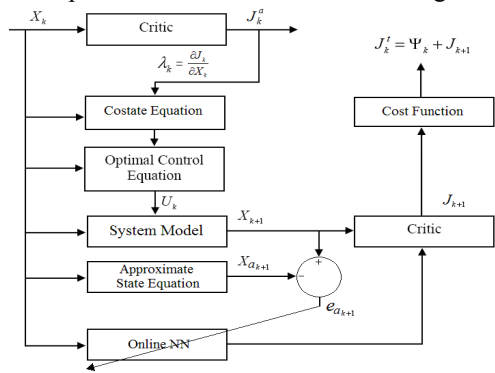 X_k
Critic
J_k^a
λ_k = ∂J_k / ∂X_k
J_k^t = Ψ_k + J_{k+1}
Costate Equation
Cost Function
Optimal Control
Equation
U_k
J_{k+1}
System Model
X_{k+1}
Critic
Approximate
State Equation
X_{a_{k+1}}
+
−
e_{a_{k+1}}
Online NN